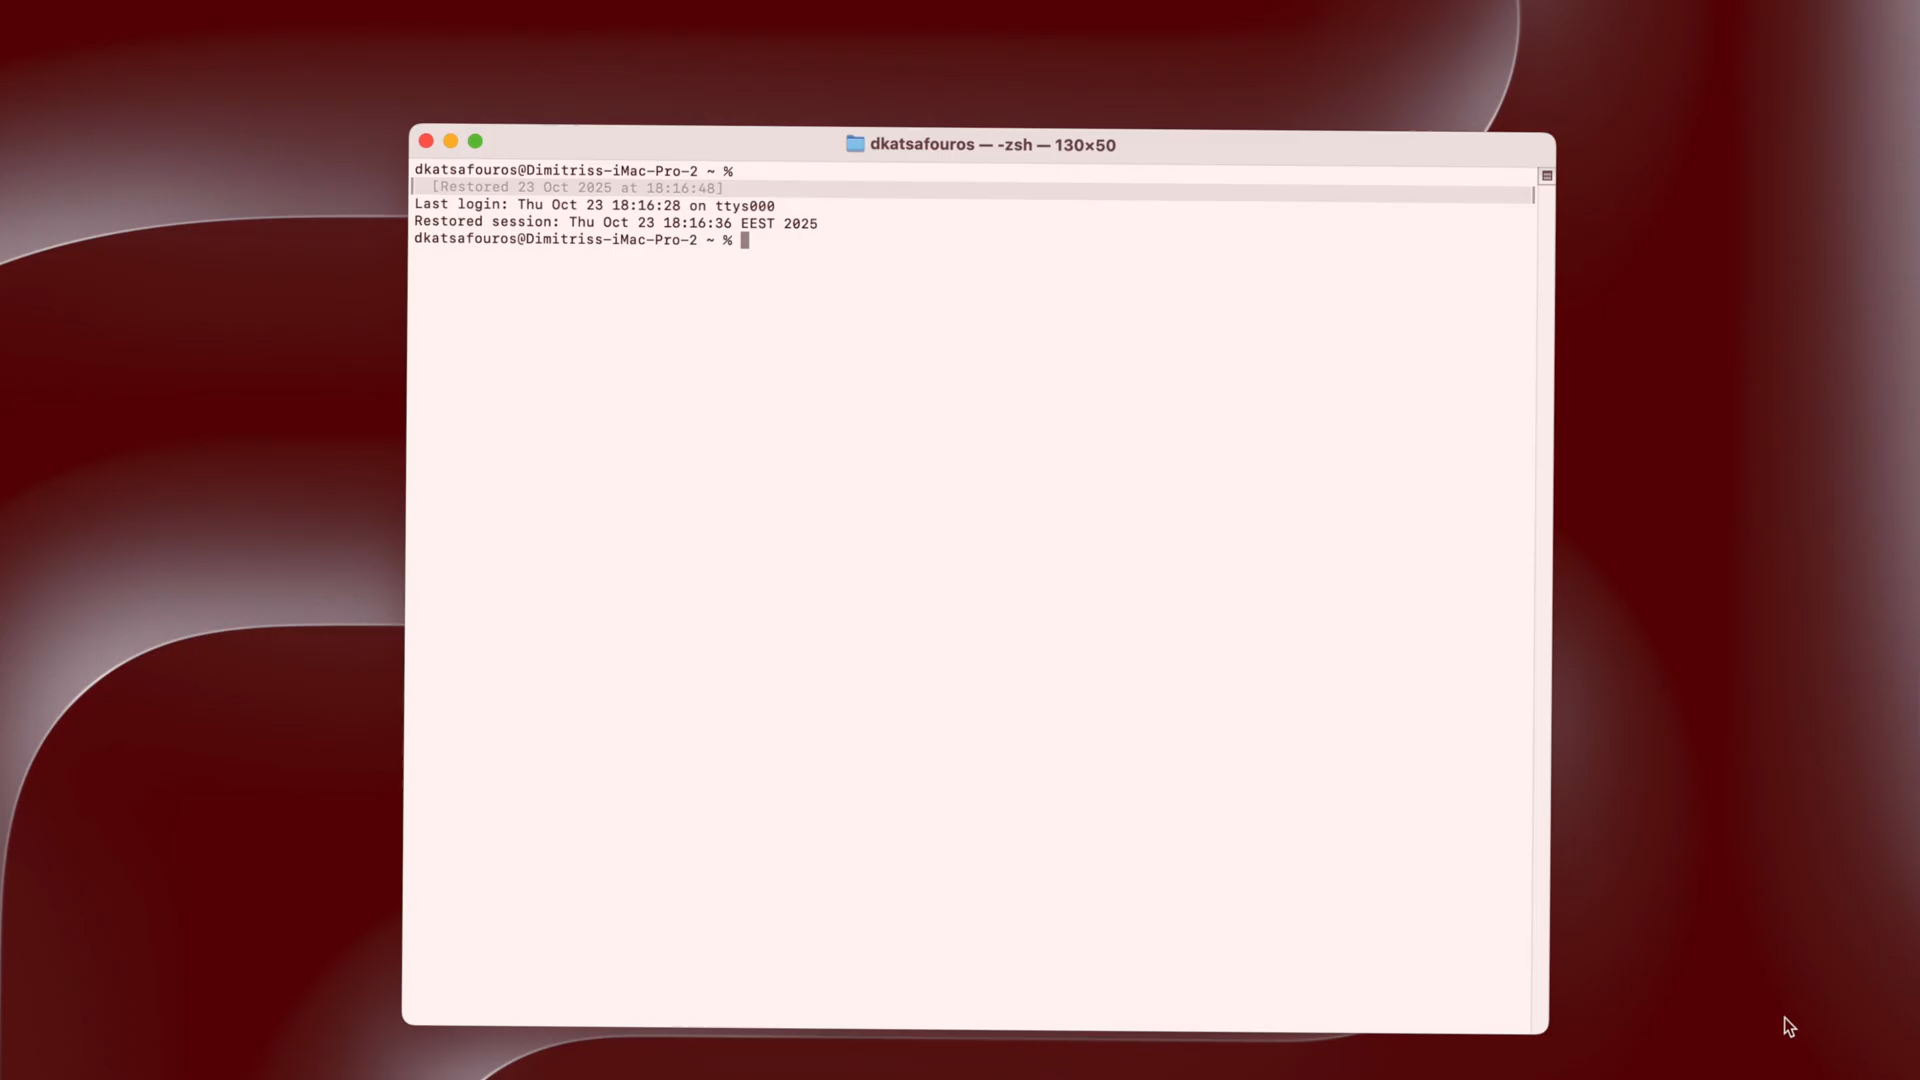 dkatsafouros — -zsh — 130×50
dkatsafouros@Dimitriss-iMac-Pro-2 ~ %
[Restored 23 Oct 2025 at 18:16:48]
Last login: Thu Oct 23 18:16:28 on ttys000
Restored session: Thu Oct 23 18:16:36 EEST 2025
dkatsafouros@Dimitriss-iMac-Pro-2 ~ %